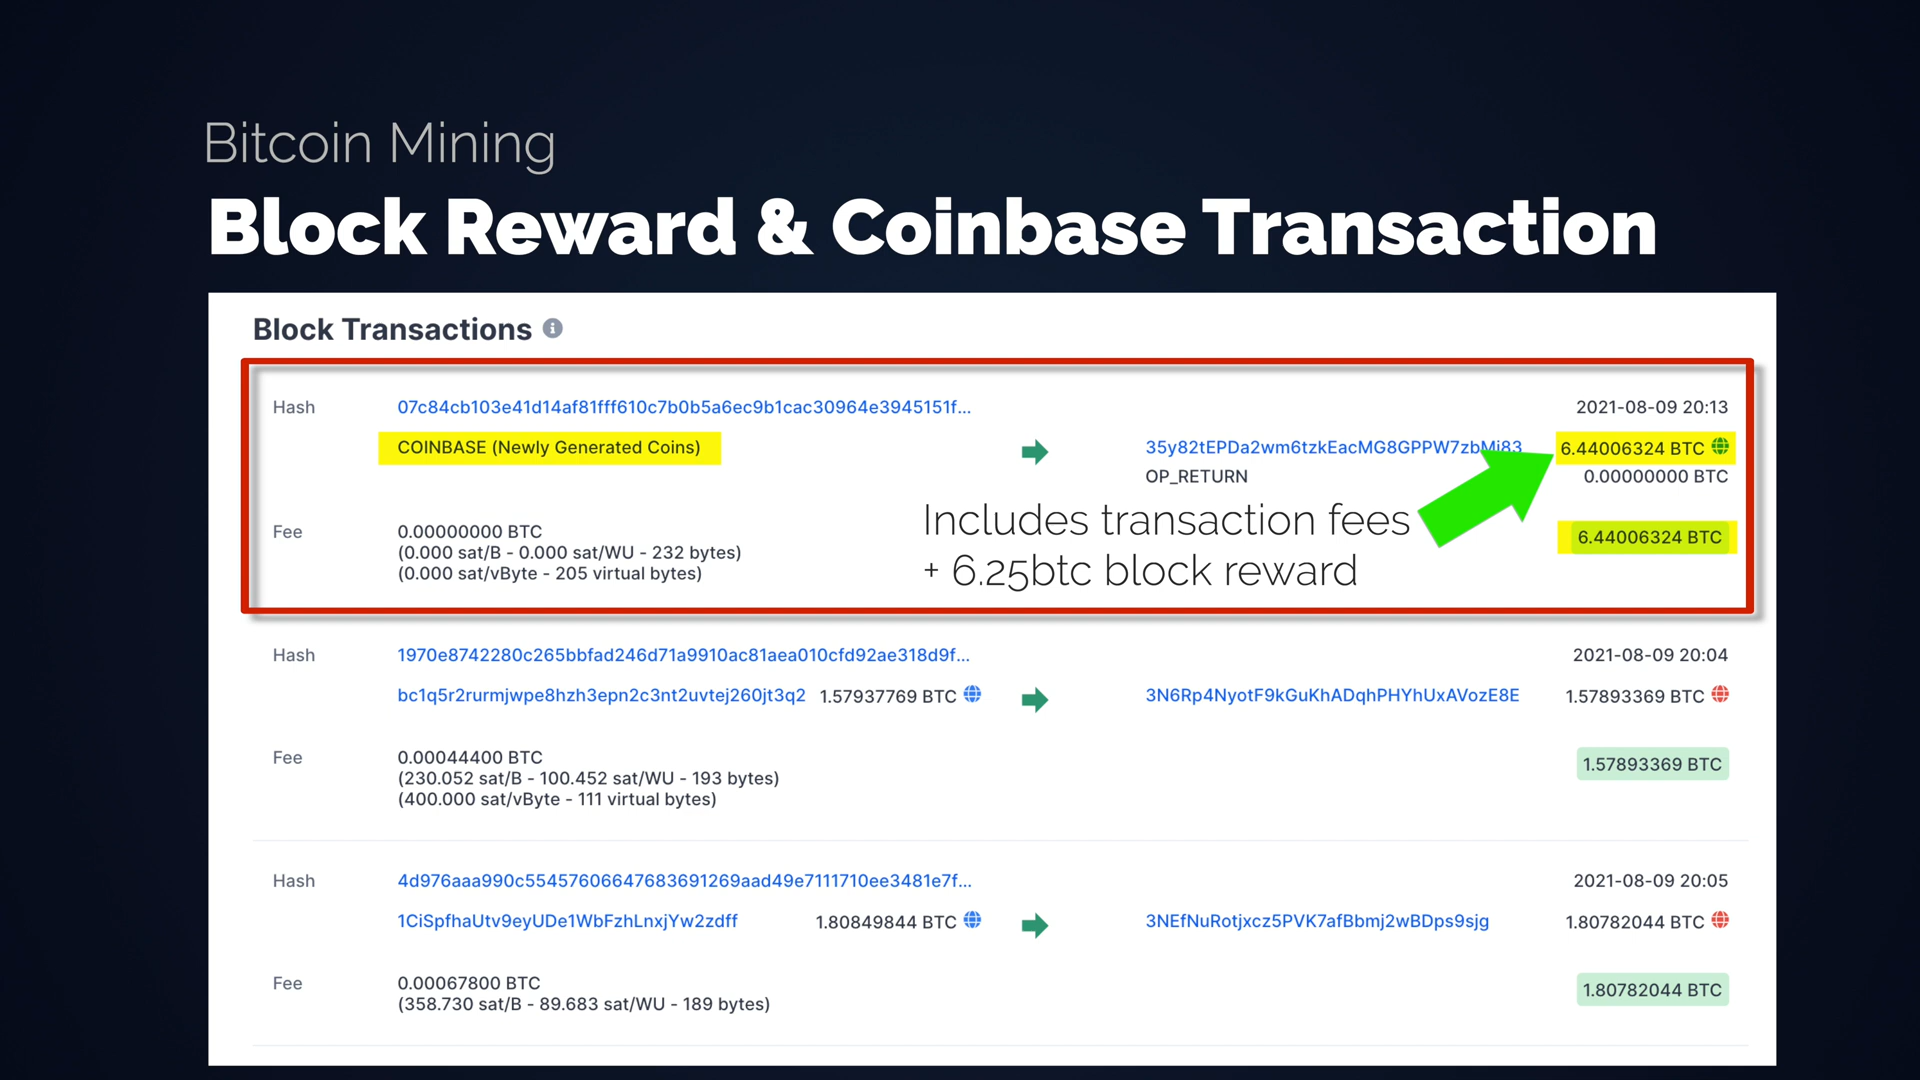 Bitcoin Mining
Block Reward & Coinbase Transaction
Block Transactions
Hash 07c84cb103e41d14af81fff610c7b0b5a6ec9b1cac30964e3945151f... 2021-08-09 20:13
COINBASE (Newly Generated Coins) 35y82tEPDa2wm6tzkEacMG8GPPW7zbMi83 6.44006324 BTC
OP_RETURN 0.00000000 BTC
Includes transaction fees
+ 6.25btc block reward
Fee 0.00000000 BTC 6.44006324 BTC
(0.000 sat/B - 0.000 sat/WU - 232 bytes)
(0.000 sat/vByte - 205 virtual bytes)
Hash 1970e8742280c265bbfad246d71a9910ac81aea010cfd92ae318d9f... 2021-08-09 20:04
bc1q5r2rurmjwpe8hzh3epn2c3nt2uvtej260jt3q2 1.57937769 BTC 3N6Rp4NyotF9kGuKhADqhPHYhUxAVozE8E 1.57893369 BTC
Fee 0.00044400 BTC 1.57893369 BTC
(230.052 sat/B - 100.452 sat/WU - 193 bytes)
(400.000 sat/vByte - 111 virtual bytes)
Hash 4d976aaa990c55457606647683691269aad49e7111710ee3481e7f... 2021-08-09 20:05
1CiSpfhaUtv9eyUDe1WbFzhLnxjYw2zdff 1.80849844 BTC 3NEfNuRotjxcz5PVK7afBbmj2wBDps9sjg 1.80782044 BTC
Fee 0.00067800 BTC 1.80782044 BTC
(358.730 sat/B - 89.683 sat/WU - 189 bytes)